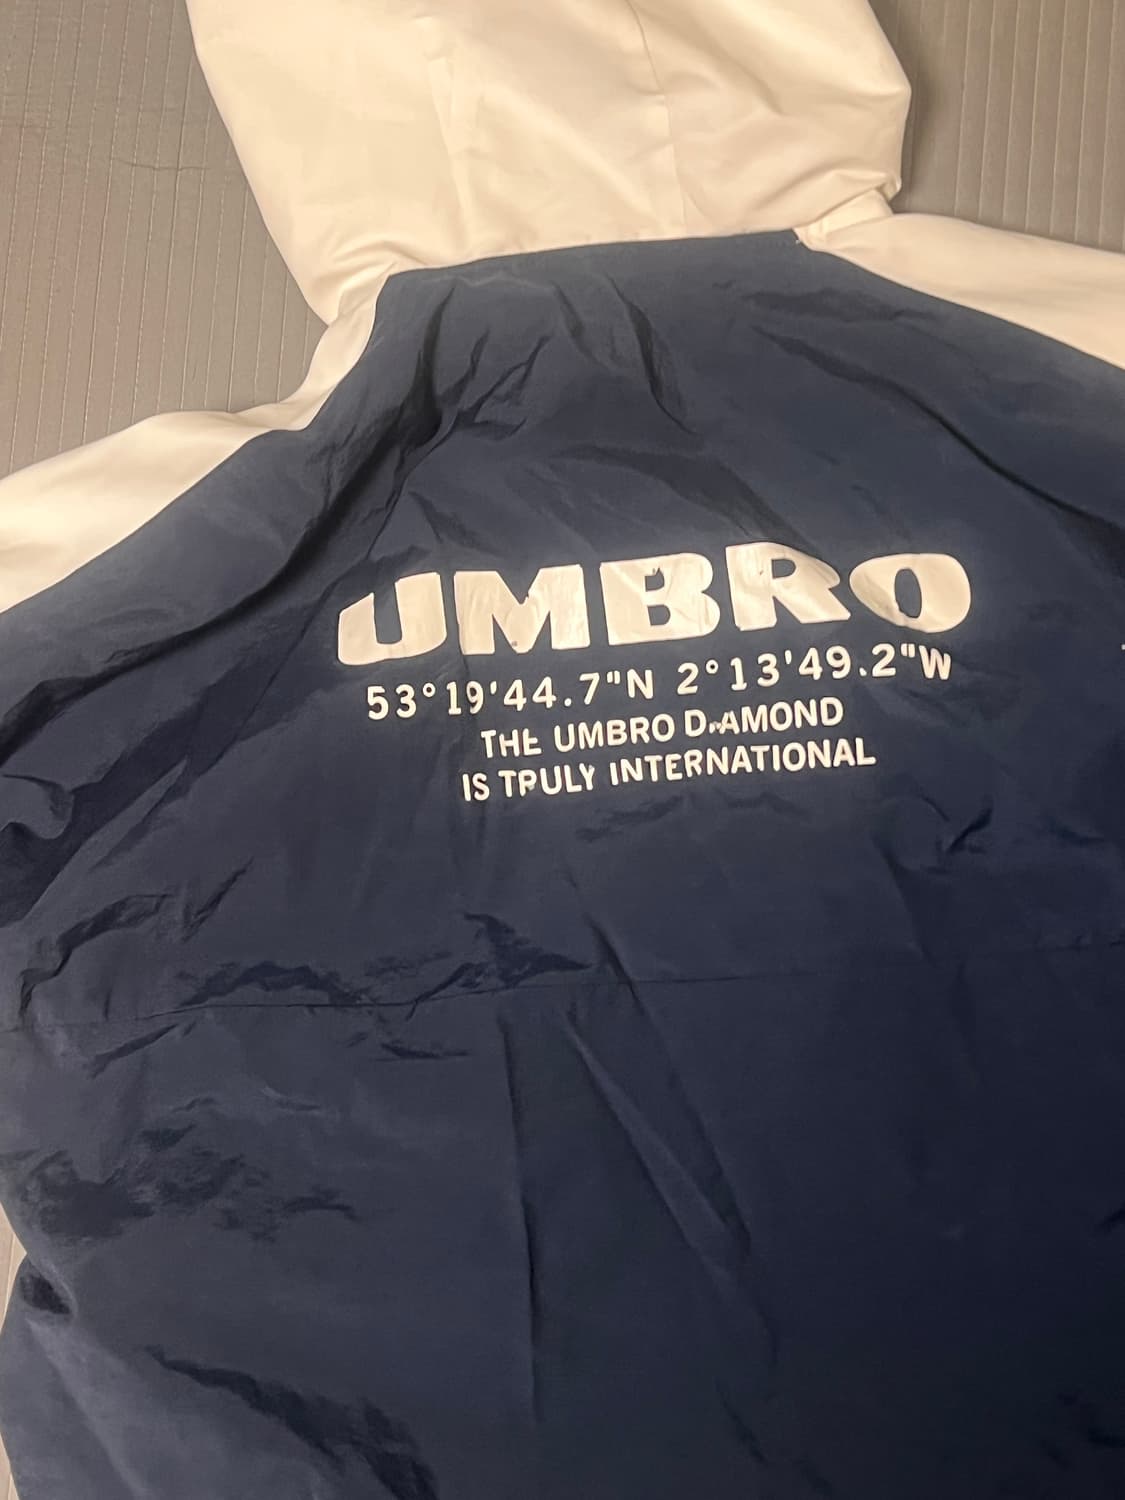 UMBRO
53°19'44.7"N 2°13'49.2"W
THE UMBRO DIAMOND
IS TRULY INTERNATIONAL